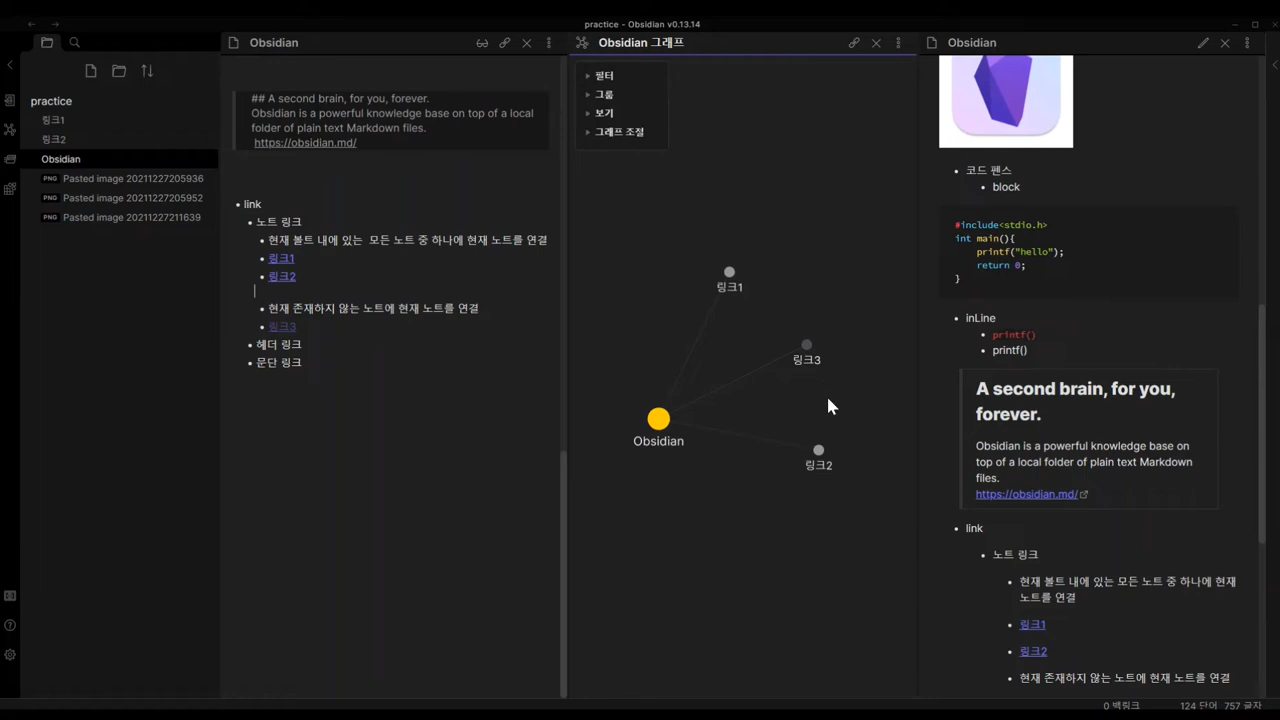 practice - Obsidian v0.13.14
practice
링크1
링크2
Obsidian
PNG Pasted image 20211227205936
PNG Pasted image 20211227205952
PNG Pasted image 20211227211639
Obsidian
## A second brain, for you, forever.
Obsidian is a powerful knowledge base on top of a local
folder of plain text Markdown files.
https://obsidian.md/
link
노트 링크
현재 볼트 내에 있는 모든 노트 중 하나에 현재 노트를 연결
링크1
링크2
현재 존재하지 않는 노트에 현재 노트를 연결
링크3
헤더 링크
문단 링크
Obsidian 그래프
필터
그룹
보기
그래프 조절
링크1
링크3
Obsidian
링크2
Obsidian
코드 펜스
block
#include<stdio.h>
int main(){
printf("hello");
return 0;
}
inLine
printf()
printf()
A second brain, for you,
forever.
Obsidian is a powerful knowledge base on
top of a local folder of plain text Markdown
files.
https://obsidian.md/
link
노트 링크
현재 볼트 내에 있는 모든 노트 중 하나에 현재
노트를 연결
링크1
링크2
현재 존재하지 않는 노트에 현재 노트를 연결
0 백링크 124 단어 757 글자